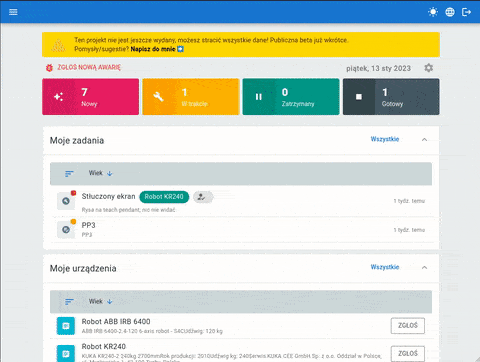 Ten projekt nie jest jeszcze wydany, możesz stracić wszystkie dane! Publiczna beta już wkrótce.
Pomysły/sugestie? Napisz do mnie
ZGŁOŚ NOWĄ AWARIĘ
piątek, 13 sty 2023
7
Nowy
1
W trakcie
0
Zatrzymany
1
Gotowy
Moje zadania
Wszystkie
Wiek ↓
Stłuczony ekran Robot KR240
Rysa na teach pendant, nic nie widać
1 tydz. temu
PP3
PP3
1 tydz. temu
Moje urządzenia
Wszystkie
Wiek ↓
Robot ABB IRB 6400
ABB IRB 6400-2.4-120 6-axis robot - S4CUdźwig: 120 kg
ZGŁOŚ
Robot KR240
KUKA KR240-2 240kg 2700mmRok produkcji: 2010Udźwig kg: 240Serwis:KUKA CEE GmbH Sp. z o.o. Oddział w Polsce,
ZGŁOŚ